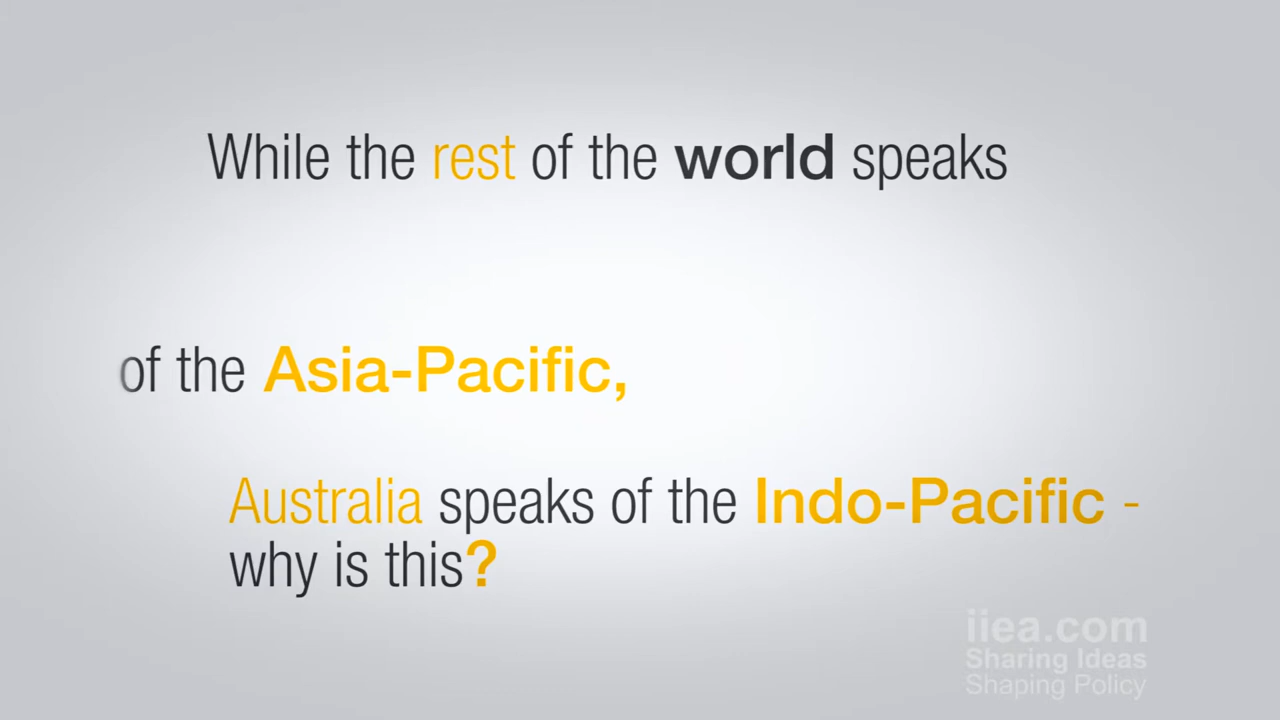 While the rest of the world speaks
of the Asia-Pacific,
Australia speaks of the Indo-Pacific -
why is this?
iiea.com
Sharing Ideas
Shaping Policy